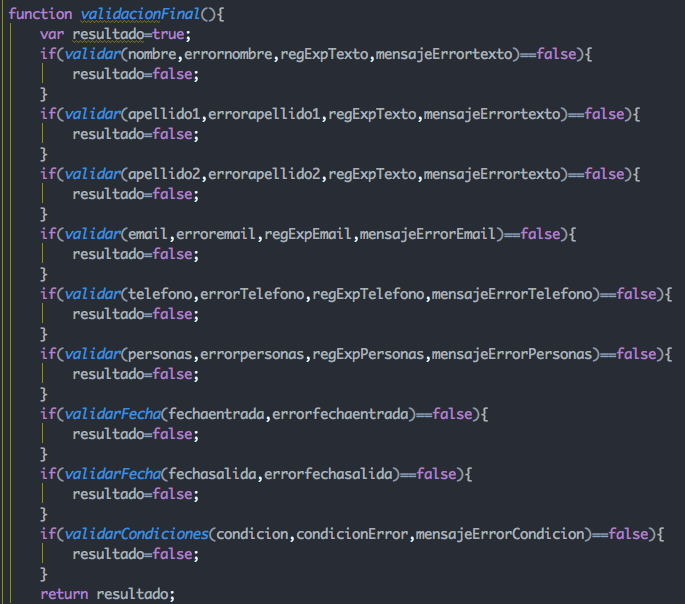 function validacionFinal(){
var resultado=true;
if(validar(nombre,errornombre,regExpTexto,mensajeErrortexto)==false){
resultado=false;
}
if(validar(apellido1,errorapellido1,regExpTexto,mensajeErrortexto)==false){
resultado=false;
}
if(validar(apellido2,errorapellido2,regExpTexto,mensajeErrortexto)==false){
resultado=false;
}
if(validar(email,erroremail,regExpEmail,mensajeErrorEmail)==false){
resultado=false;
}
if(validar(telefono,errorTelefono,regExpTelefono,mensajeErrorTelefono)==false){
resultado=false;
}
if(validar(personas,errorpersonas,regExpPersonas,mensajeErrorPersonas)==false){
resultado=false;
}
if(validarFecha(fechaentrada,errorfechaentrada)==false){
resultado=false;
}
if(validarFecha(fechasalida,errorfechasalida)==false){
resultado=false;
}
if(validarCondiciones(condicion,condicionError,mensajeErrorCondicion)==false){
resultado=false;
}
return resultado;